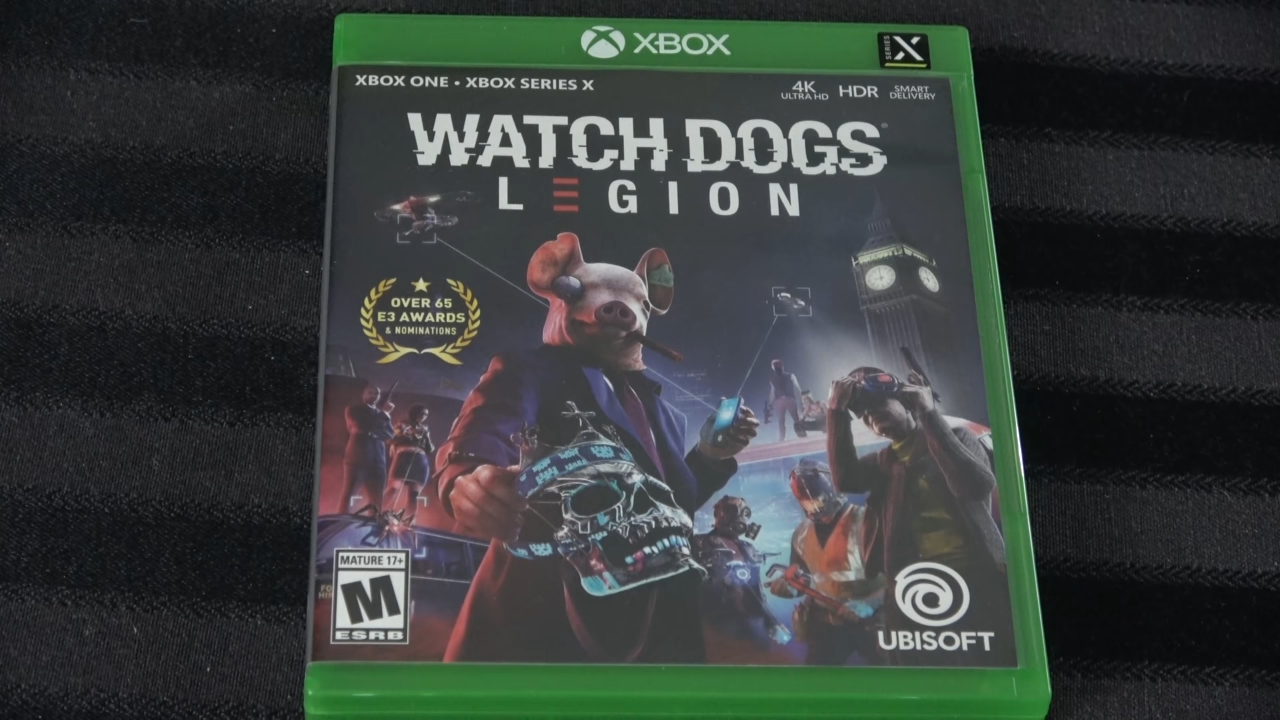 XBOX
SERIES X
XBOX ONE • XBOX SERIES X
4K
ULTRA HD
HDR
SMART
DELIVERY
WATCH DOGS®
LEGION
OVER 65
E3 AWARDS
& NOMINATIONS
MATURE 17+
M
ESRB
UBISOFT